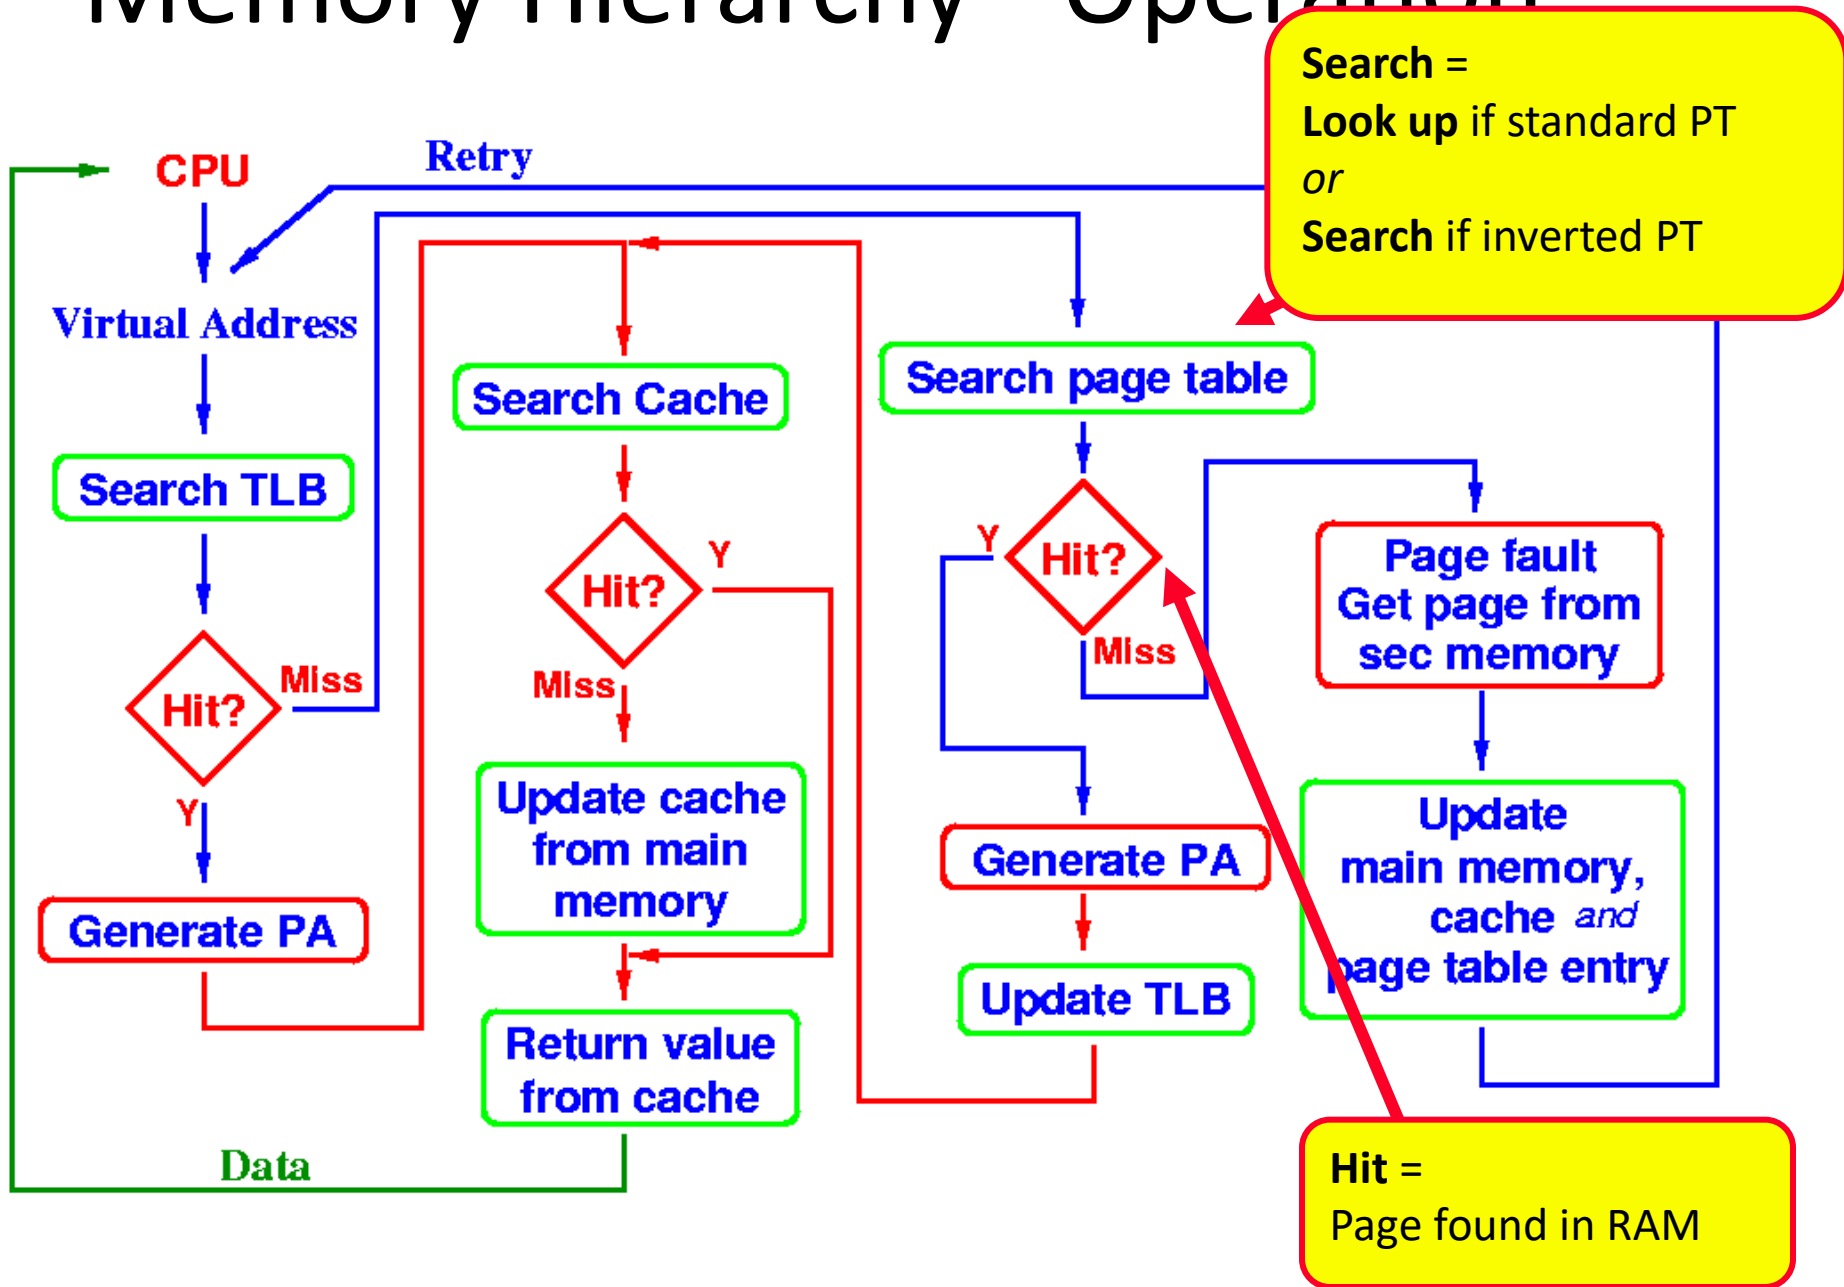 Memory Hierarchy - Operation
Search =
Look up if standard PT
or
Search if inverted PT
CPU
Retry
Virtual Address
Search TLB
Hit?
Miss
Y
Generate PA
Search Cache
Hit?
Y
Miss
Update cache
from main
memory
Return value
from cache
Data
Search page table
Y
Hit?
Miss
Generate PA
Update TLB
Page fault
Get page from
sec memory
Update
main memory,
cache and
page table entry
Hit =
Page found in RAM